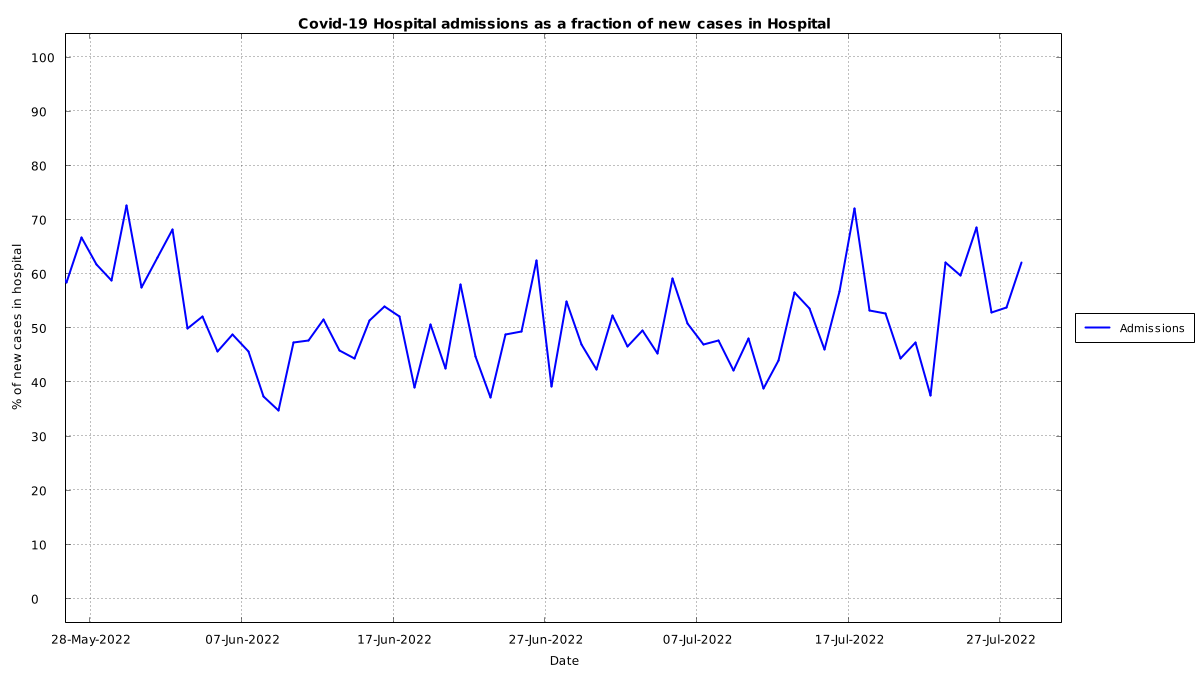 Covid-19 Hospital admissions as a fraction of new cases in Hospital
% of new cases in hospital
100
90
80
70
60
50
40
30
20
10
0
28-May-2022
07-Jun-2022
17-Jun-2022
27-Jun-2022
07-Jul-2022
17-Jul-2022
27-Jul-2022
Date
Admissions